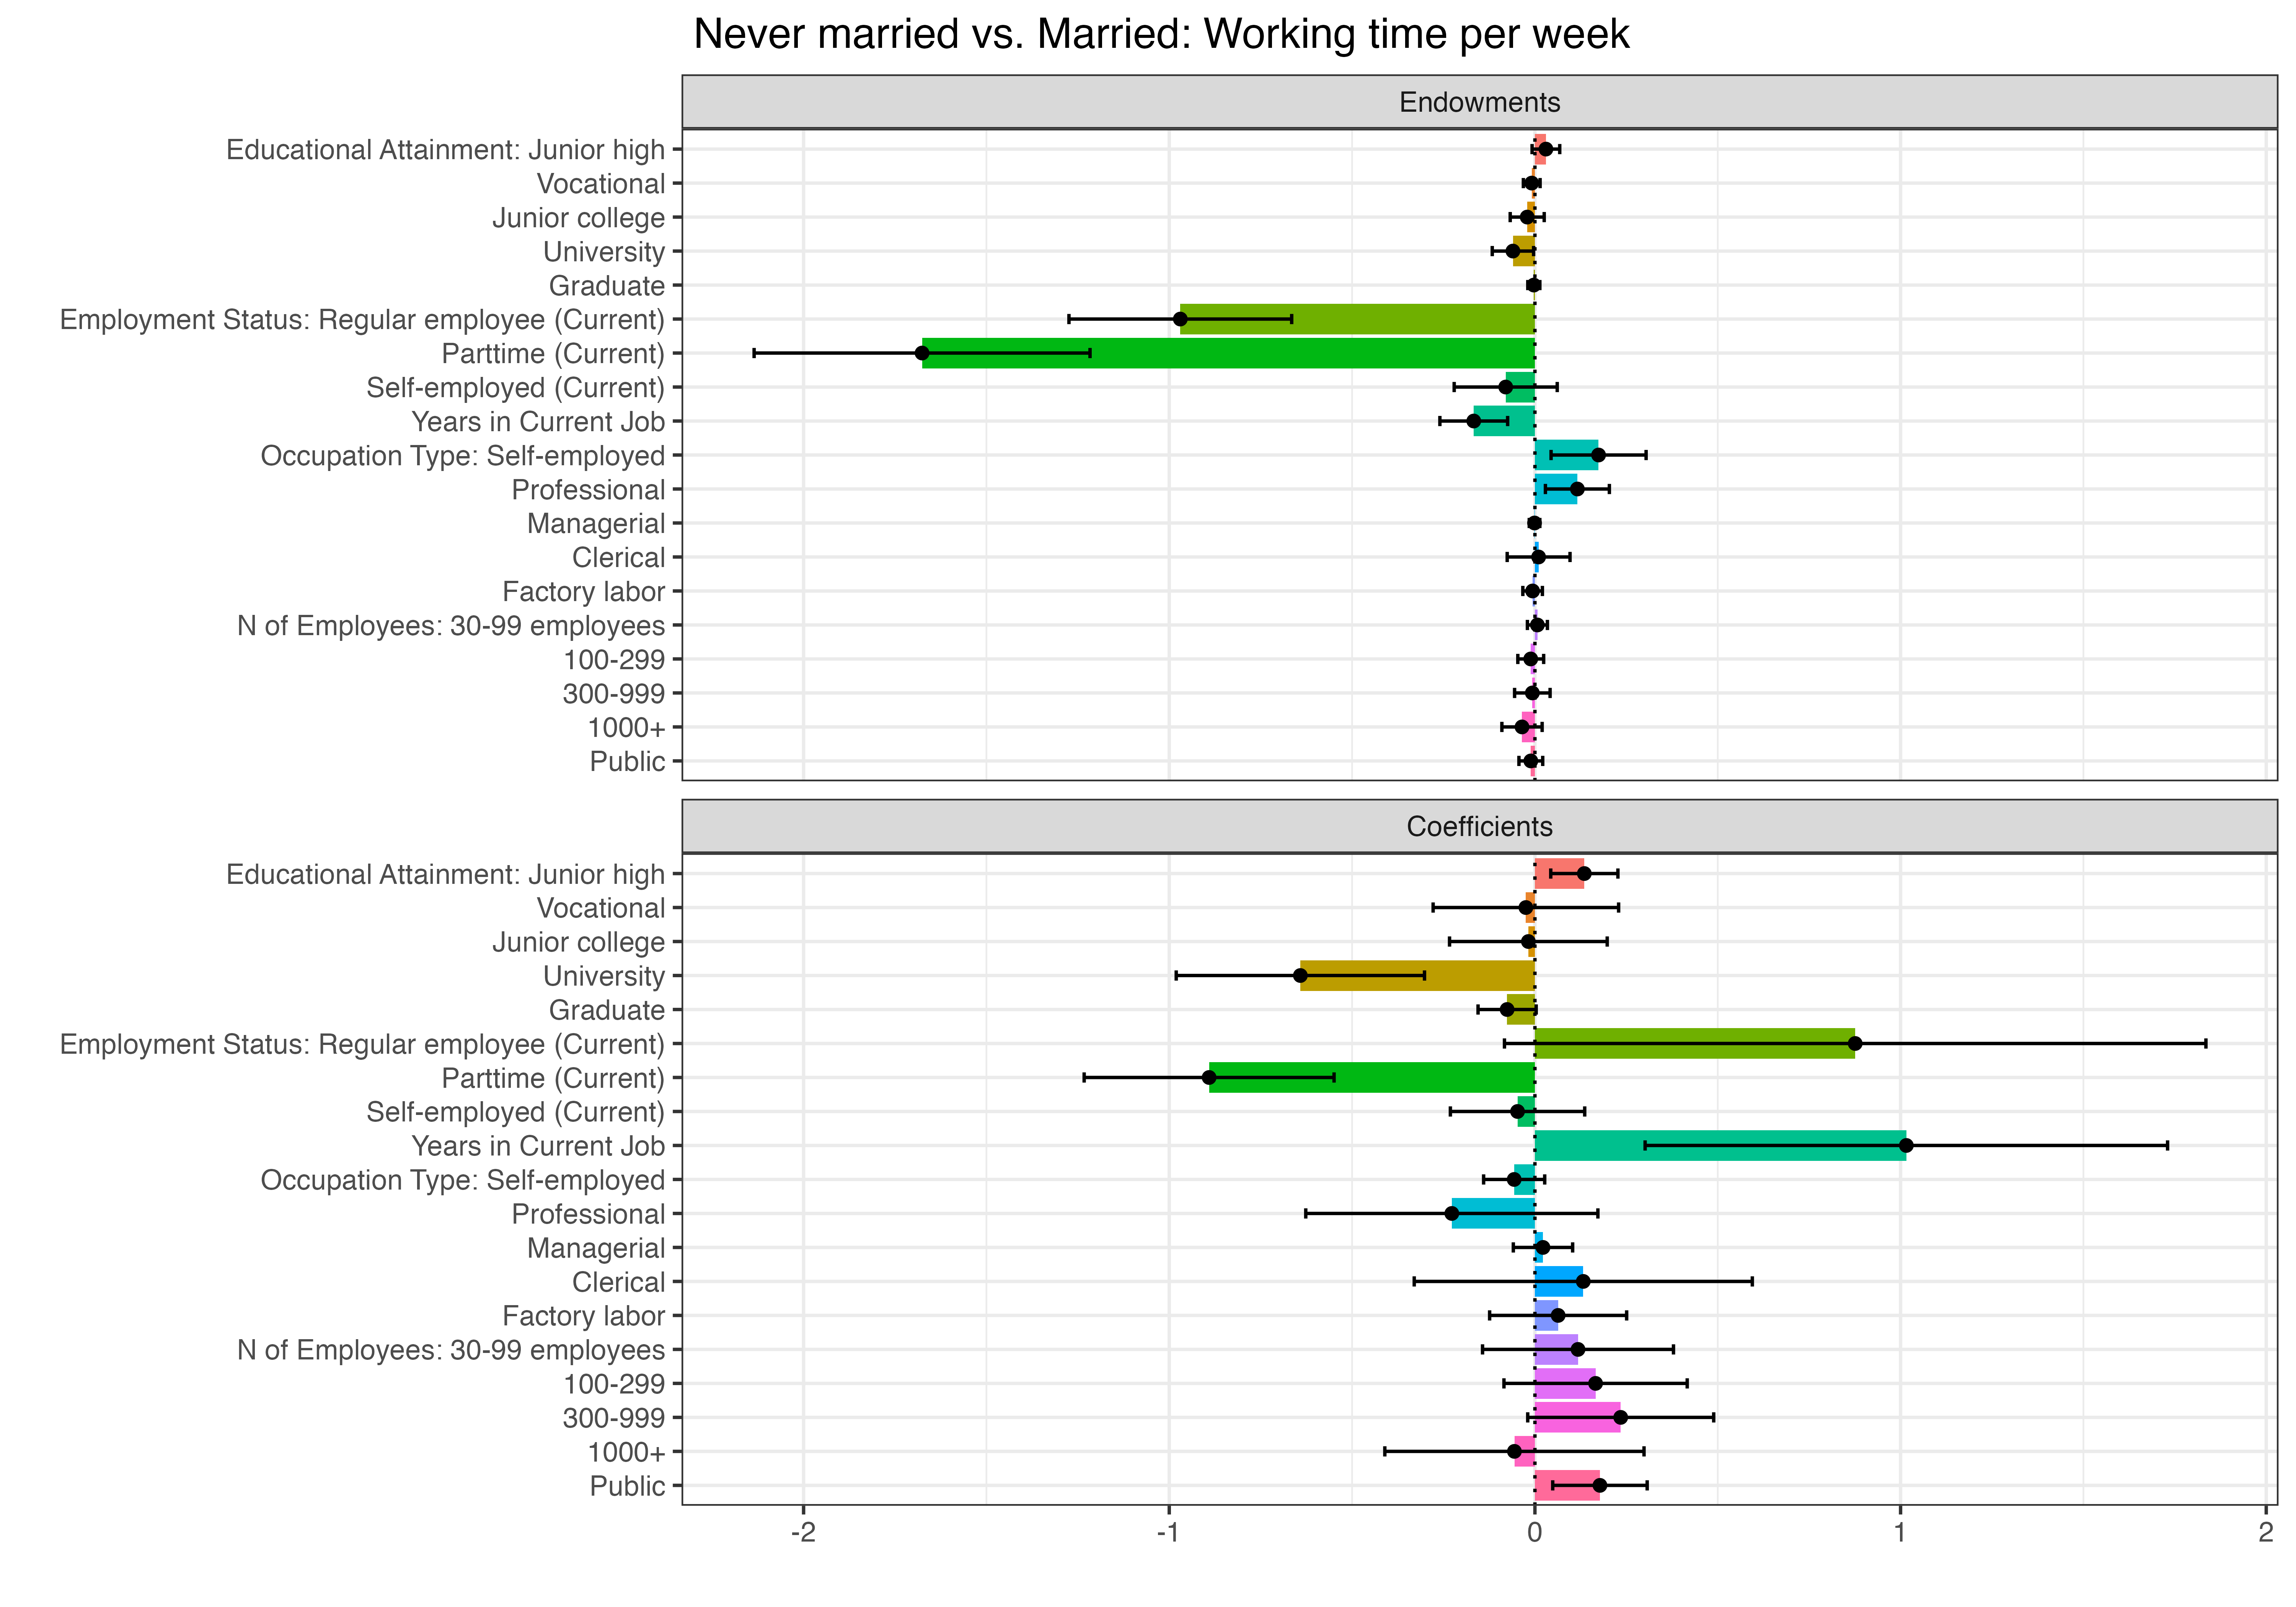 Never married vs. Married: Working time per week
Endowments
Educational Attainment: Junior high
Vocational
Junior college
University
Graduate
Employment Status: Regular employee (Current)
Parttime (Current)
Self-employed (Current)
Years in Current Job
Occupation Type: Self-employed
Professional
Managerial
Clerical
Factory labor
N of Employees: 30-99 employees
100-299
300-999
1000+
Public
Coefficients
Educational Attainment: Junior high
Vocational
Junior college
University
Graduate
Employment Status: Regular employee (Current)
Parttime (Current)
Self-employed (Current)
Years in Current Job
Occupation Type: Self-employed
Professional
Managerial
Clerical
Factory labor
N of Employees: 30-99 employees
100-299
300-999
1000+
Public
-2 -1 0 1 2